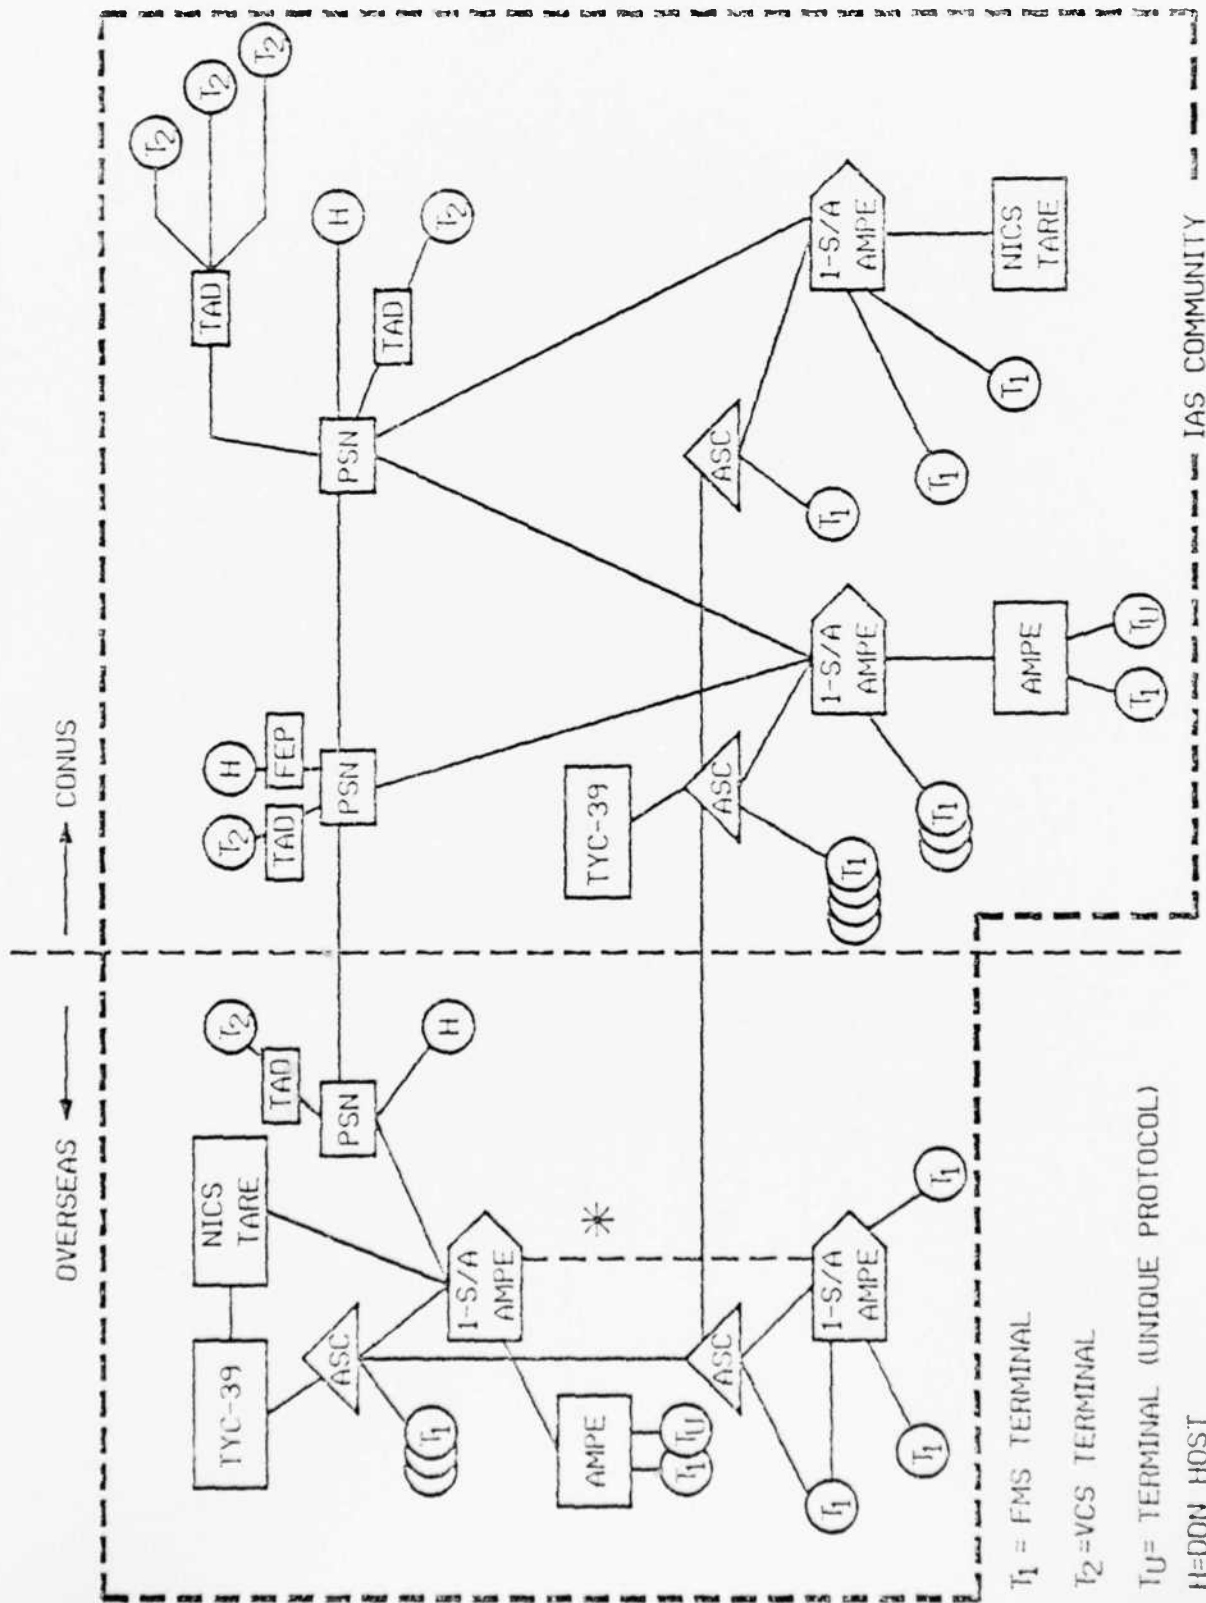 OVERSEAS
CONUS
TYC-39
NICS
TARE
ASC
T1
1-S/A
AMPE
AMPE
T1
TU
PSN
TAD
T2
H
*
ASC
1-S/A
AMPE
T1
T1
T1
T2
H
TAD
FEP
PSN
TYC-39
ASC
T1
1-S/A
AMPE
T1
AMPE
T1
TU
T2
T2
T2
TAD
H
PSN
TAD
T2
ASC
T1
1-S/A
AMPE
T1
T1
NICS
TARE
IAS COMMUNITY
T1 = FMS TERMINAL
T2=VCS TERMINAL
TU= TERMINAL (UNIQUE PROTOCOL)
H=DDN HOST